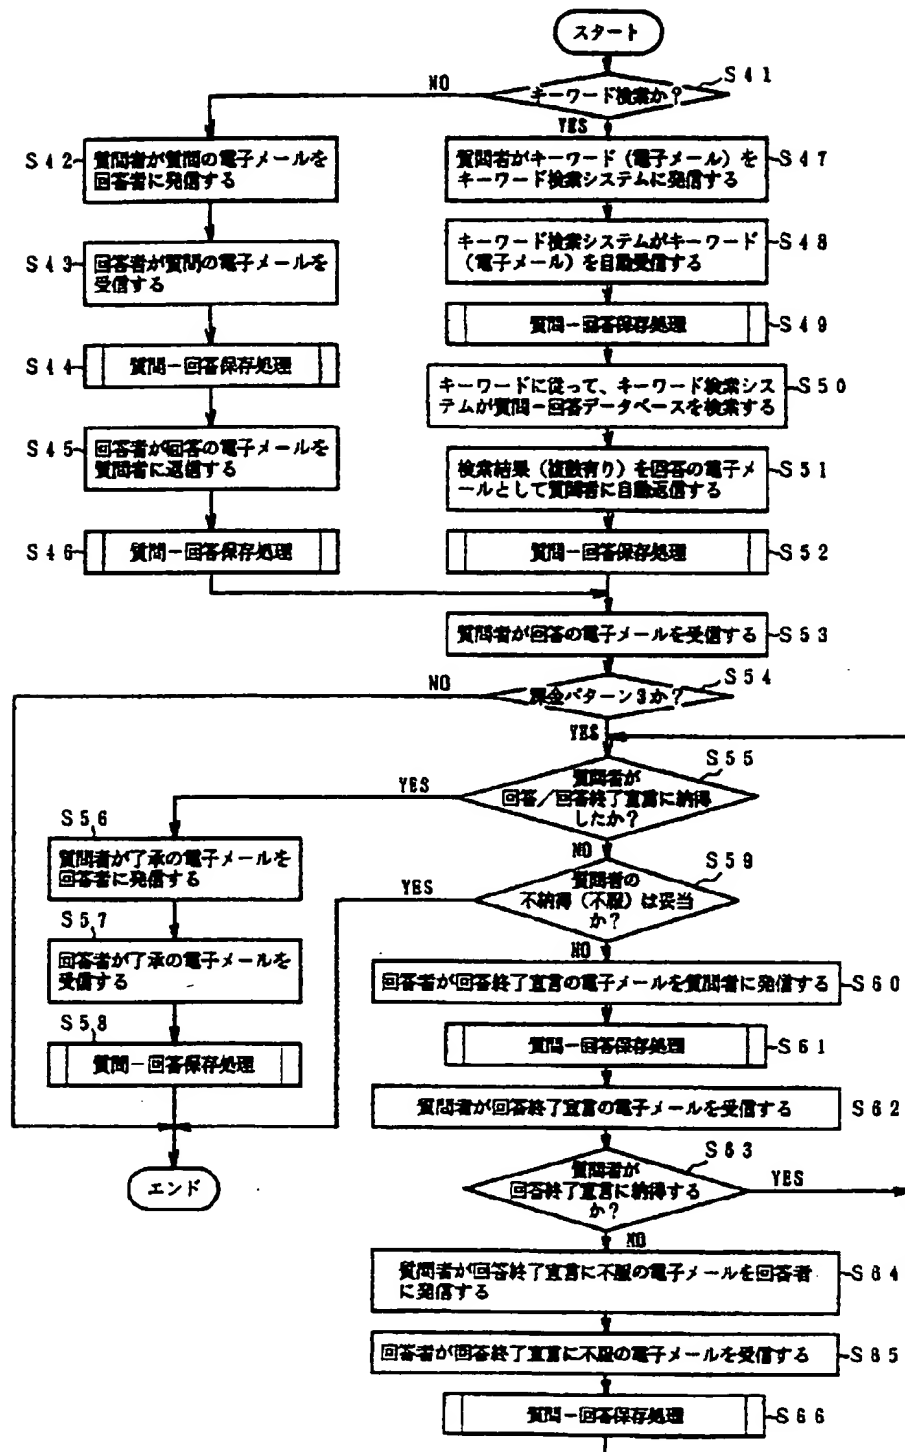 スタート
S41
キーワード検索か?
NO
YES
S42
質問者が質問の電子メールを
回答者に発信する
S43
回答者が質問の電子メールを
受信する
S44
質問-回答保存処理
S45
回答者が回答の電子メールを
質問者に返信する
S46
質問-回答保存処理
質問者がキーワード(電子メール)を
キーワード検索システムに発信する
S47
キーワード検索システムがキーワード
(電子メール)を自動受信する
S48
質問-回答保存処理
S49
キーワードに従って、キーワード検索シス
テムが質問-回答データベースを検索する
S50
検索結果(複数有り)を回答の電子メ
ールとして質問者に自動返信する
S51
質問-回答保存処理
S52
質問者が回答の電子メールを受信する
S53
S54
課金パターン3か?
NO
YES
S55
質問者が
回答/回答終了宣言に納得
したか?
YES
NO
S56
質問者が了承の電子メールを
回答者に発信する
S57
回答者が了承の電子メールを
受信する
S58
質問-回答保存処理
エンド
S59
質問者の
不納得(不服)は妥当
か?
YES
NO
回答者が回答終了宣言の電子メールを質問者に発信する
S60
質問-回答保存処理
S61
質問者が回答終了宣言の電子メールを受信する
S62
S63
質問者が
回答終了宣言に納得する
か?
YES
NO
質問者が回答終了宣言に不服の電子メールを回答者
に発信する
S64
回答者が回答終了宣言に不服の電子メールを受信する
S65
質問-回答保存処理
S66